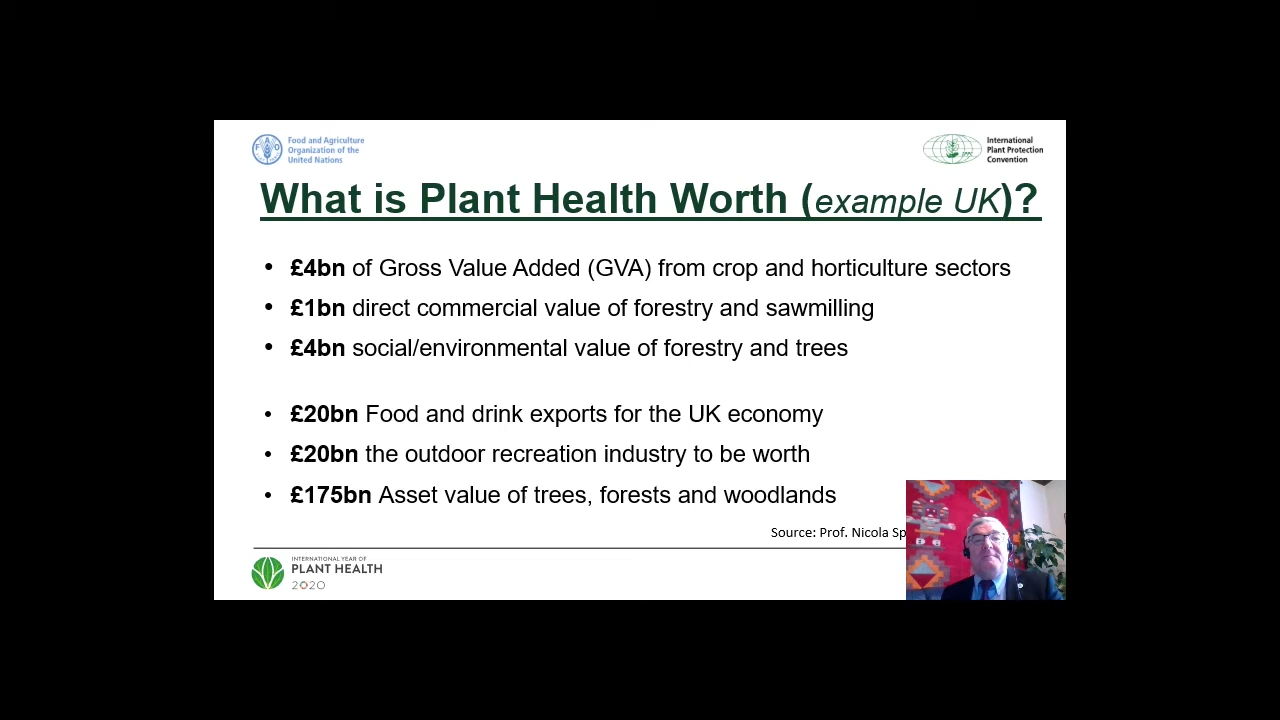 Food and Agriculture
Organization of the
United Nations
International
Plant Protection
Convention
What is Plant Health Worth (example UK)?
• £4bn of Gross Value Added (GVA) from crop and horticulture sectors
• £1bn direct commercial value of forestry and sawmilling
• £4bn social/environmental value of forestry and trees
• £20bn Food and drink exports for the UK economy
• £20bn the outdoor recreation industry to be worth
• £175bn Asset value of trees, forests and woodlands
Source: Prof. Nicola
INTERNATIONAL YEAR OF
PLANT HEALTH
2020